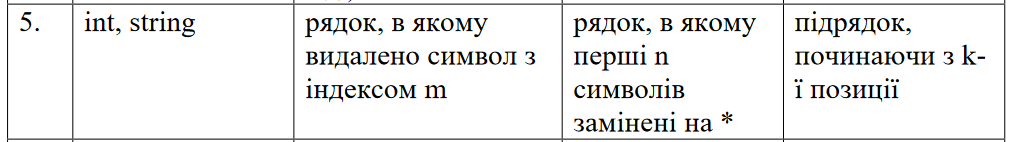 5.
int, string
рядок, в якому
видалено символ з
індексом m
рядок, в якому
перші n
символів
замінені на *
підрядок,
починаючи з k-
ї позиції